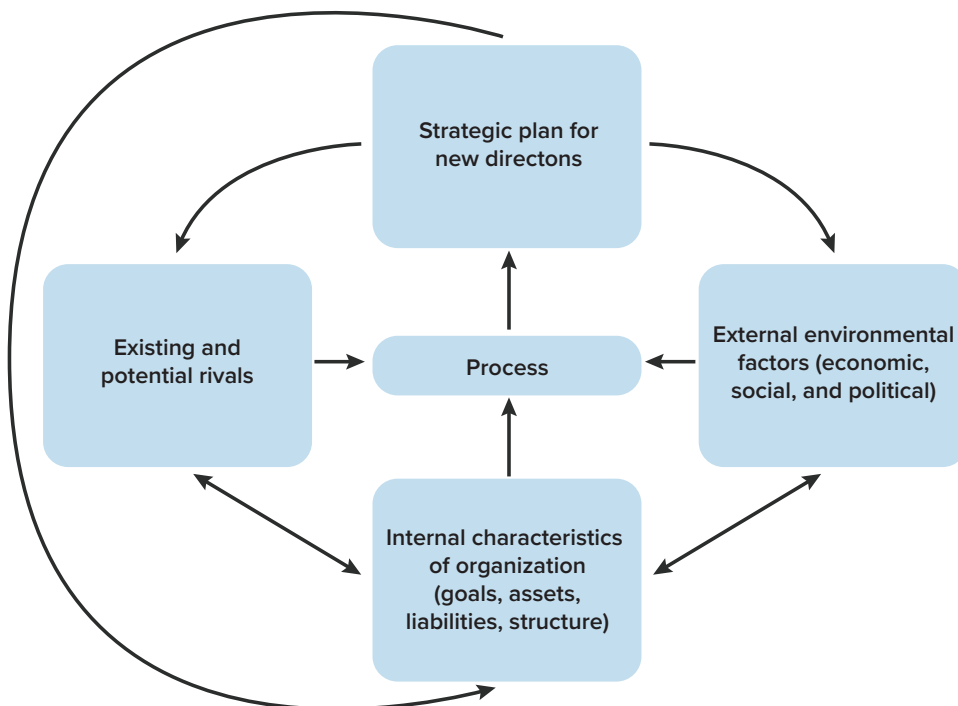 Strategic plan for
new directons
Existing and
potential rivals
Process
External environmental
factors (economic,
social, and political)
Internal characteristics
of organization
(goals, assets,
liabilities, structure)